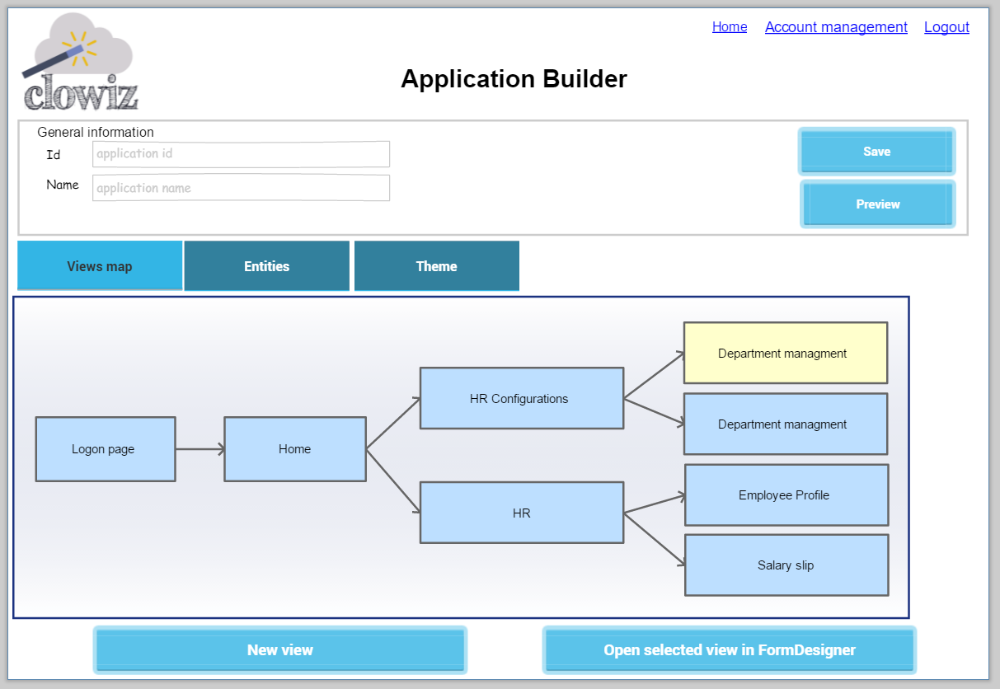 clowiz
Home Account management Logout
Application Builder
General information
Id application id
Name application name
Save
Preview
Views map Entities Theme
Department managment
HR Configurations
Department managment
Logon page Home
Employee Profile
HR
Salary slip
New view Open selected view in FormDesigner